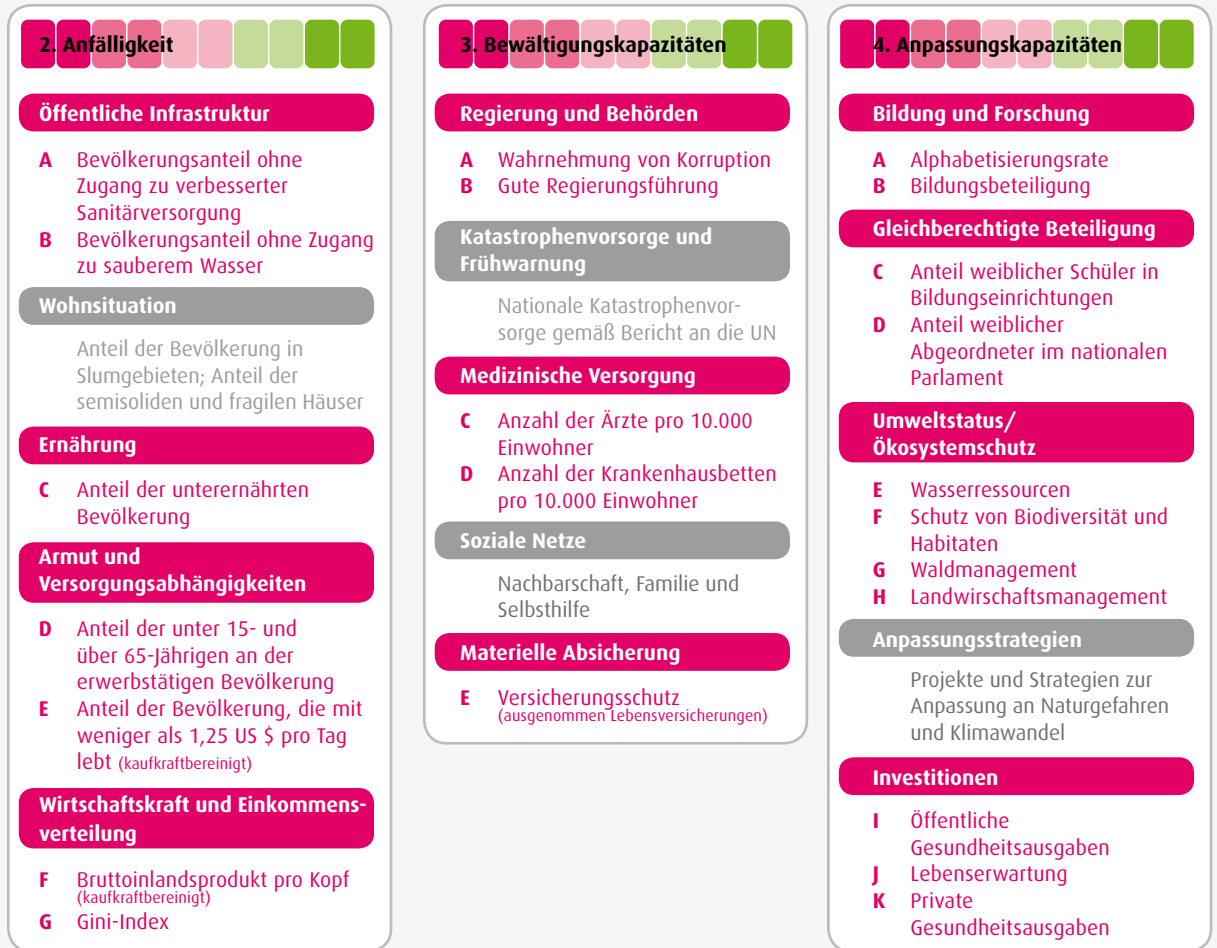 2. Anfälligkeit
Öffentliche Infrastruktur
A Bevölkerungsanteil ohne
Zugang zu verbesserter
Sanitärversorgung
B Bevölkerungsanteil ohne Zugang
zu sauberem Wasser
Wohnsituation
Anteil der Bevölkerung in
Slumgebieten; Anteil der
semisoliden und fragilen Häuser
Ernährung
C Anteil der unterernährten
Bevölkerung
Armut und
Versorgungsabhängigkeiten
D Anteil der unter 15- und
über 65-Jährigen an der
erwerbstätigen Bevölkerung
E Anteil der Bevölkerung, die mit
weniger als 1,25 US $ pro Tag
lebt (kaufkraftbereinigt)
Wirtschaftskraft und Einkommens-
verteilung
F Bruttoinlandsprodukt pro Kopf
(kaufkraftbereinigt)
G Gini-Index
3. Bewältigungskapazitäten
Regierung und Behörden
A Wahrnehmung von Korruption
B Gute Regierungsführung
Katastrophenvorsorge und
Frühwarnung
Nationale Katastrophenvor-
sorge gemäß Bericht an die UN
Medizinische Versorgung
C Anzahl der Ärzte pro 10.000
Einwohner
D Anzahl der Krankenhausbetten
pro 10.000 Einwohner
Soziale Netze
Nachbarschaft, Familie und
Selbsthilfe
Materielle Absicherung
E Versicherungsschutz
(ausgenommen Lebensversicherungen)
4. Anpassungskapazitäten
Bildung und Forschung
A Alphabetisierungsrate
B Bildungsbeteiligung
Gleichberechtigte Beteiligung
C Anteil weiblicher Schüler in
Bildungseinrichtungen
D Anteil weiblicher
Abgeordneter im nationalen
Parlament
Umweltstatus/
Ökosystemschutz
E Wasserressourcen
F Schutz von Biodiversität und
Habitaten
G Waldmanagement
H Landwirschaftsmanagement
Anpassungsstrategien
Projekte und Strategien zur
Anpassung an Naturgefahren
und Klimawandel
Investitionen
I Öffentliche
Gesundheitsausgaben
J Lebenserwartung
K Private
Gesundheitsausgaben